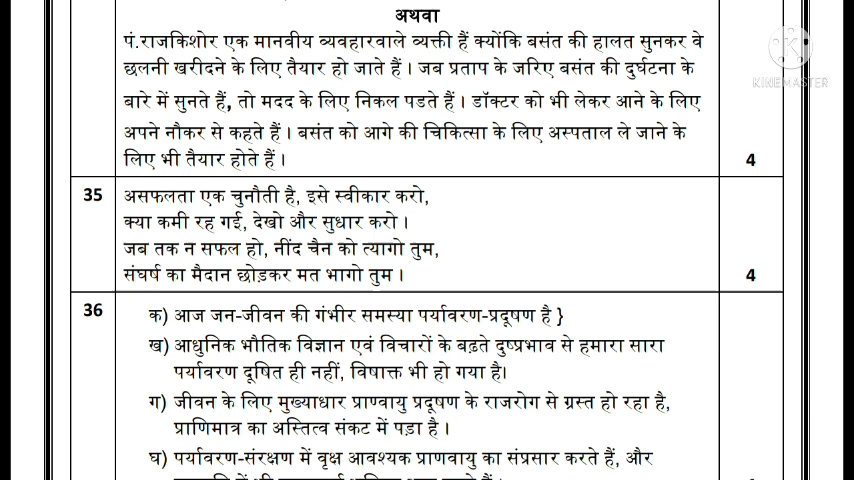 अथवा
पं.राजकिशोर एक मानवीय व्यवहारवाले व्यक्ती हैं क्योंकि बसंत की हालत सुनकर वे
छलनी खरीदने के लिए तैयार हो जाते हैं। जब प्रताप के जरिए बसंत की दुर्घटना के
बारे में सुनते हैं, तो मदद के लिए निकल पडते हैं। डॉक्टर को भी लेकर आने के लिए
अपने नौकर से कहते हैं। बसंत को आगे की चिकित्सा के लिए अस्पताल ले जाने के
लिए भी तैयार होते हैं।
4
KINEMASTER
35
असफलता एक चुनौती है, इसे स्वीकार करो,
क्या कमी रह गई, देखो और सुधार करो।
जब तक न सफल हो, नींद चैन को त्यागो तुम,
संघर्ष का मैदान छोड़कर मत भागो तुम।
4
36
क) आज जन-जीवन की गंभीर समस्या पर्यावरण-प्रदूषण है }
ख) आधुनिक भौतिक विज्ञान एवं विचारों के बढ़ते दुष्प्रभाव से हमारा सारा
पर्यावरण दूषित ही नहीं, विषाक्त भी हो गया है।
ग) जीवन के लिए मुख्याधार प्राण्वायु प्रदूषण के राजरोग से ग्रस्त हो रहा है,
प्राणिमात्र का अस्तित्व संकट में पड़ा है।
घ) पर्यावरण-संरक्षण में वृक्ष आवश्यक प्राणवायु का संप्रसार करते हैं, और